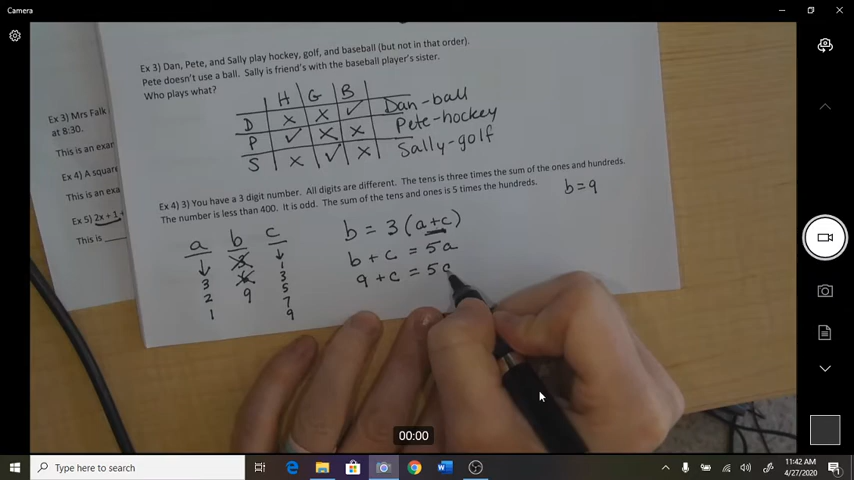 Camera
Ex 3) Dan, Pete, and Sally play hockey, golf, and baseball (but not in that order).
Pete doesn't use a ball. Sally is friend's with the baseball player's sister.
Who plays what?
H G B
D X X ✓ Dan-ball
P ✓ X X Pete-hockey
S X ✓ X Sally-golf
Ex 3) Mrs Falk
at 8:30.
This is an exar
Ex 4) A square
This is an exa
Ex 5) 2x + 1 +
This is
Ex 4) 3) You have a 3 digit number. All digits are different. The tens is three times the sum of the ones and hundreds.
The number is less than 400. It is odd. The sum of the tens and ones is 5 times the hundreds.
b = 9
a b c
3 3 1
2 6 3
1 9 5
7
9
b = 3 (a+c)
b + c = 5a
9 + c = 5
00:00
Type here to search
11:42 AM
4/27/2020